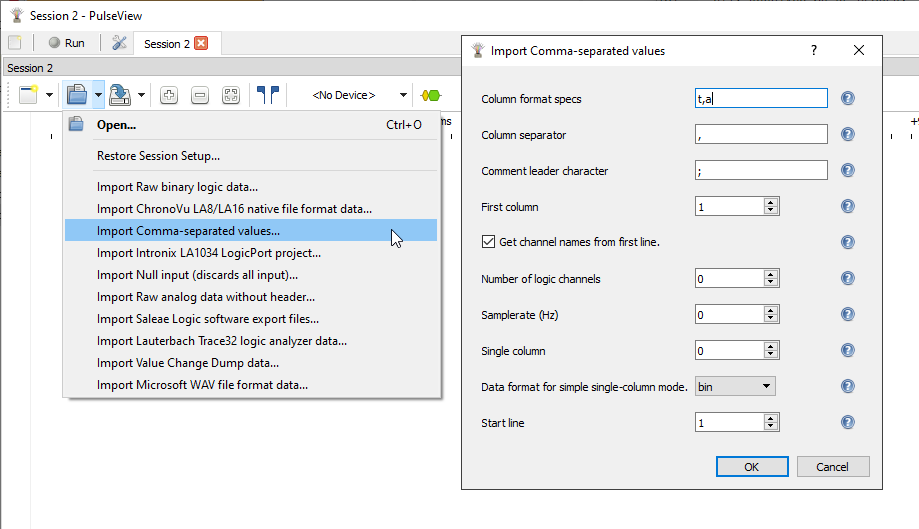 Session 2 - PulseView
Run
Session 2
Session 2
<No Device>
ms
+
Open... Ctrl+O
Restore Session Setup...
Import Raw binary logic data...
Import ChronoVu LA8/LA16 native file format data...
Import Comma-separated values...
Import Intronix LA1034 LogicPort project...
Import Null input (discards all input)...
Import Raw analog data without header...
Import Saleae Logic software export files...
Import Lauterbach Trace32 logic analyzer data...
Import Value Change Dump data...
Import Microsoft WAV file format data...
Import Comma-separated values
Column format specs t,a
Column separator ,
Comment leader character ;
First column 1
Get channel names from first line.
Number of logic channels 0
Samplerate (Hz) 0
Single column 0
Data format for simple single-column mode. bin
Start line 1
OK Cancel